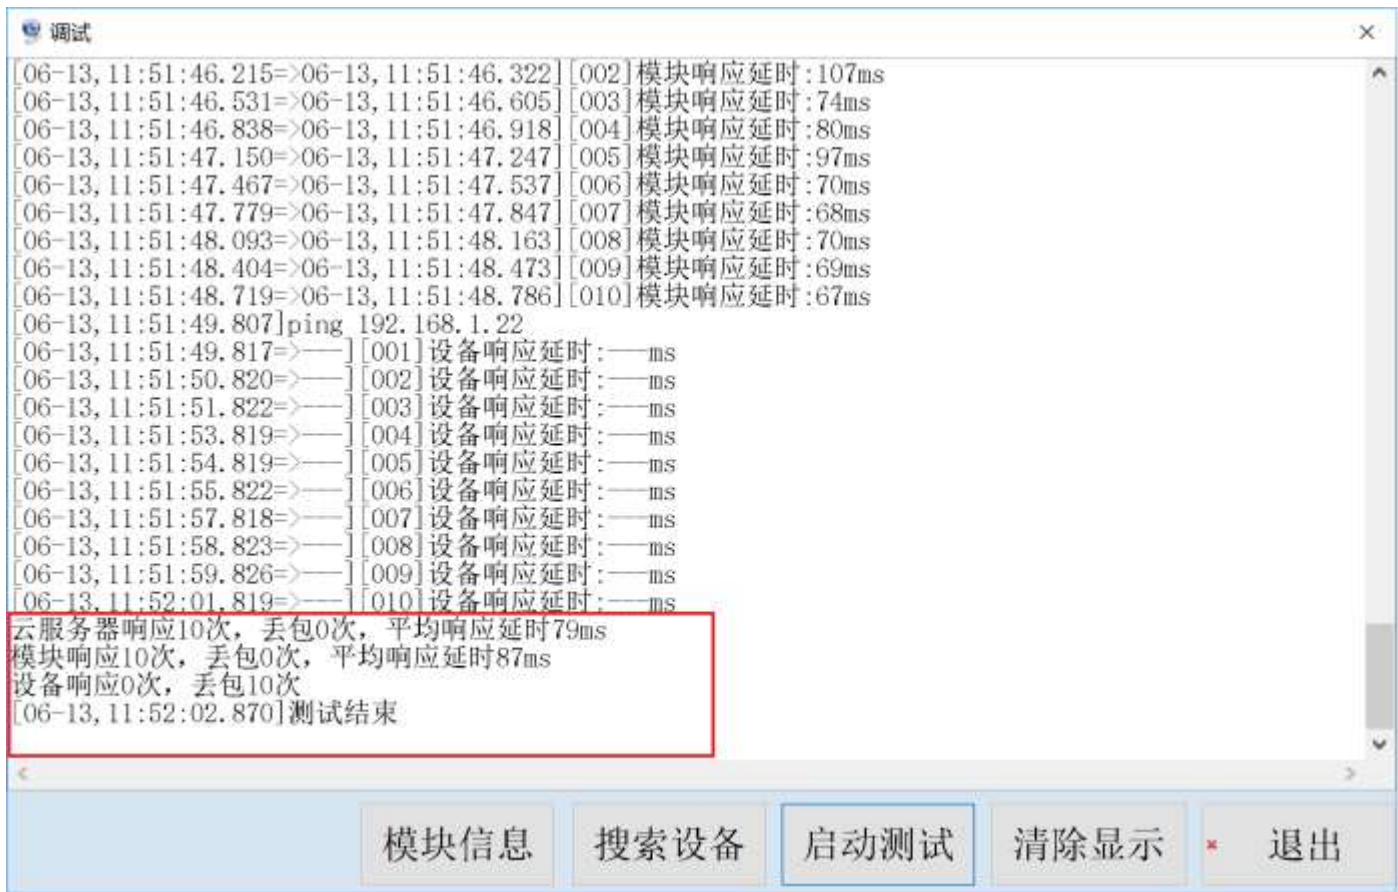 调试
[06-13,11:51:46.215=>06-13,11:51:46.322][002]模块响应延时:107ms
[06-13,11:51:46.531=>06-13,11:51:46.605][003]模块响应延时:74ms
[06-13,11:51:46.838=>06-13,11:51:46.918][004]模块响应延时:80ms
[06-13,11:51:47.150=>06-13,11:51:47.247][005]模块响应延时:97ms
[06-13,11:51:47.467=>06-13,11:51:47.537][006]模块响应延时:70ms
[06-13,11:51:47.779=>06-13,11:51:47.847][007]模块响应延时:68ms
[06-13,11:51:48.093=>06-13,11:51:48.163][008]模块响应延时:70ms
[06-13,11:51:48.404=>06-13,11:51:48.473][009]模块响应延时:69ms
[06-13,11:51:48.719=>06-13,11:51:48.786][010]模块响应延时:67ms
[06-13,11:51:49.807]ping 192.168.1.22
[06-13,11:51:49.817=>---][001]设备响应延时:---ms
[06-13,11:51:50.820=>---][002]设备响应延时:---ms
[06-13,11:51:51.822=>---][003]设备响应延时:---ms
[06-13,11:51:53.819=>---][004]设备响应延时:---ms
[06-13,11:51:54.819=>---][005]设备响应延时:---ms
[06-13,11:51:55.822=>---][006]设备响应延时:---ms
[06-13,11:51:57.818=>---][007]设备响应延时:---ms
[06-13,11:51:58.823=>---][008]设备响应延时:---ms
[06-13,11:51:59.826=>---][009]设备响应延时:---ms
[06-13,11:52:01.819=>---][010]设备响应延时:---ms
云服务器响应10次，丢包0次，平均响应延时79ms
模块响应10次，丢包0次，平均响应延时87ms
设备响应0次，丢包10次
[06-13,11:52:02.870]测试结束
模块信息 搜索设备 启动测试 清除显示 退出